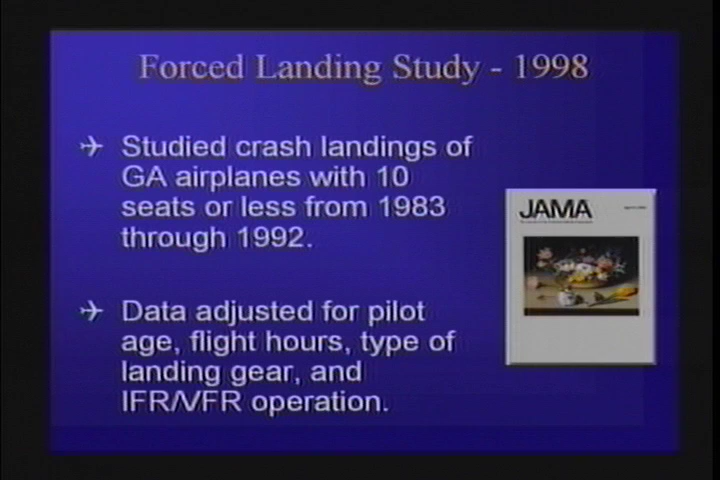 Forced Landing Study - 1998
Studied crash landings of
GA airplanes with 10
seats or less from 1983
through 1992.
JAMA
Data adjusted for pilot
age, flight hours, type of
landing gear, and
IFR/VFR operation.